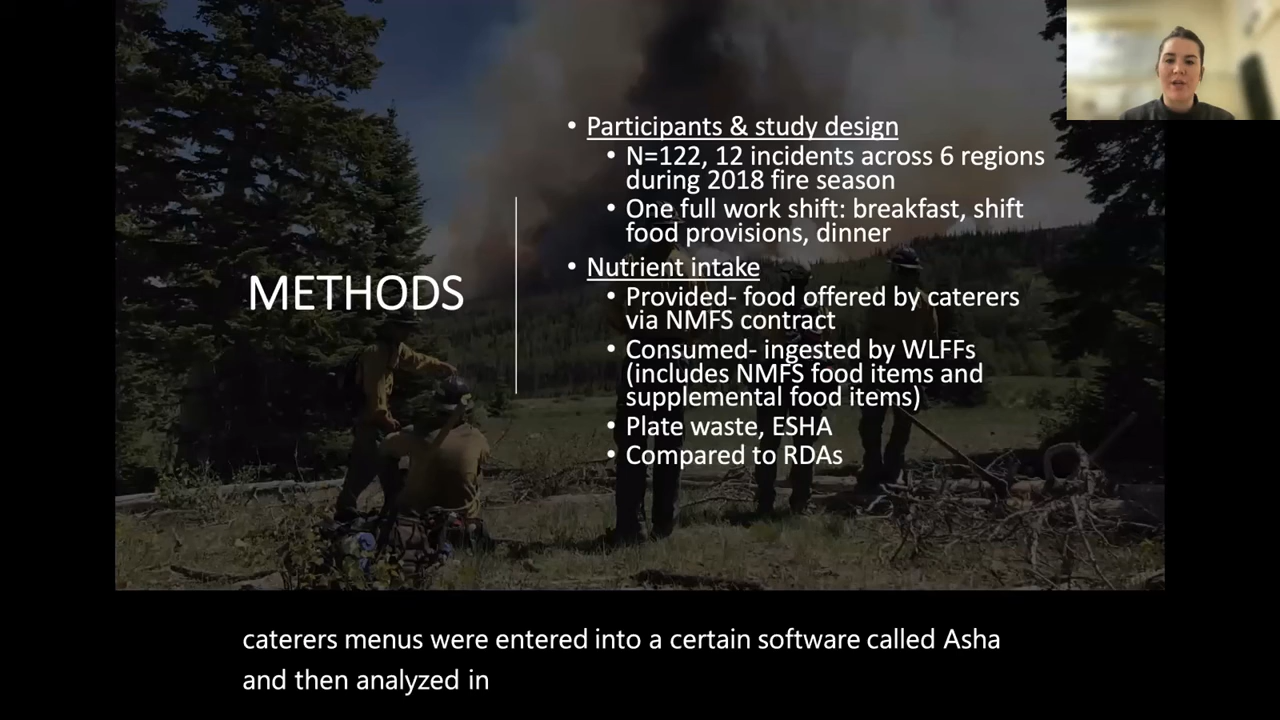 METHODS
• Participants & study design
• N=122, 12 incidents across 6 regions
during 2018 fire season
• One full work shift: breakfast, shift
food provisions, dinner
• Nutrient intake
• Provided- food offered by caterers
via NMFS contract
• Consumed- ingested by WLFFs
(includes NMFS food items and
supplemental food items)
• Plate waste, ESHA
• Compared to RDAs
caterers menus were entered into a certain software called Asha
and then analyzed in